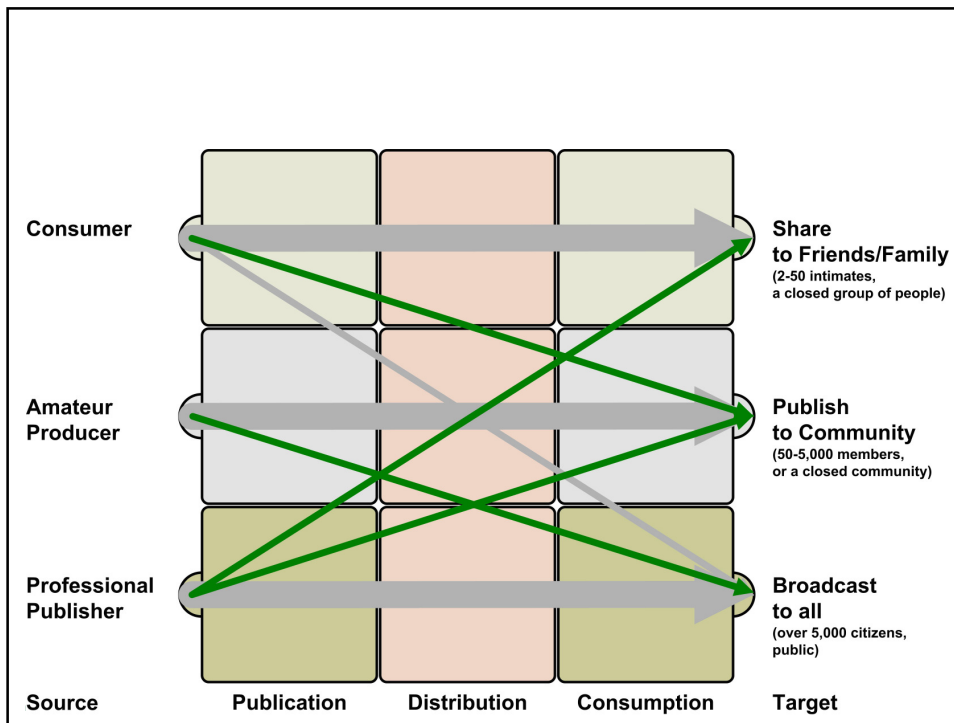 Consumer
Share
to Friends/Family
(2-50 intimates,
a closed group of people)
Amateur
Producer
Publish
to Community
(50-5,000 members,
or a closed community)
Professional
Publisher
Broadcast
to all
(over 5,000 citizens,
public)
Source Publication Distribution Consumption Target